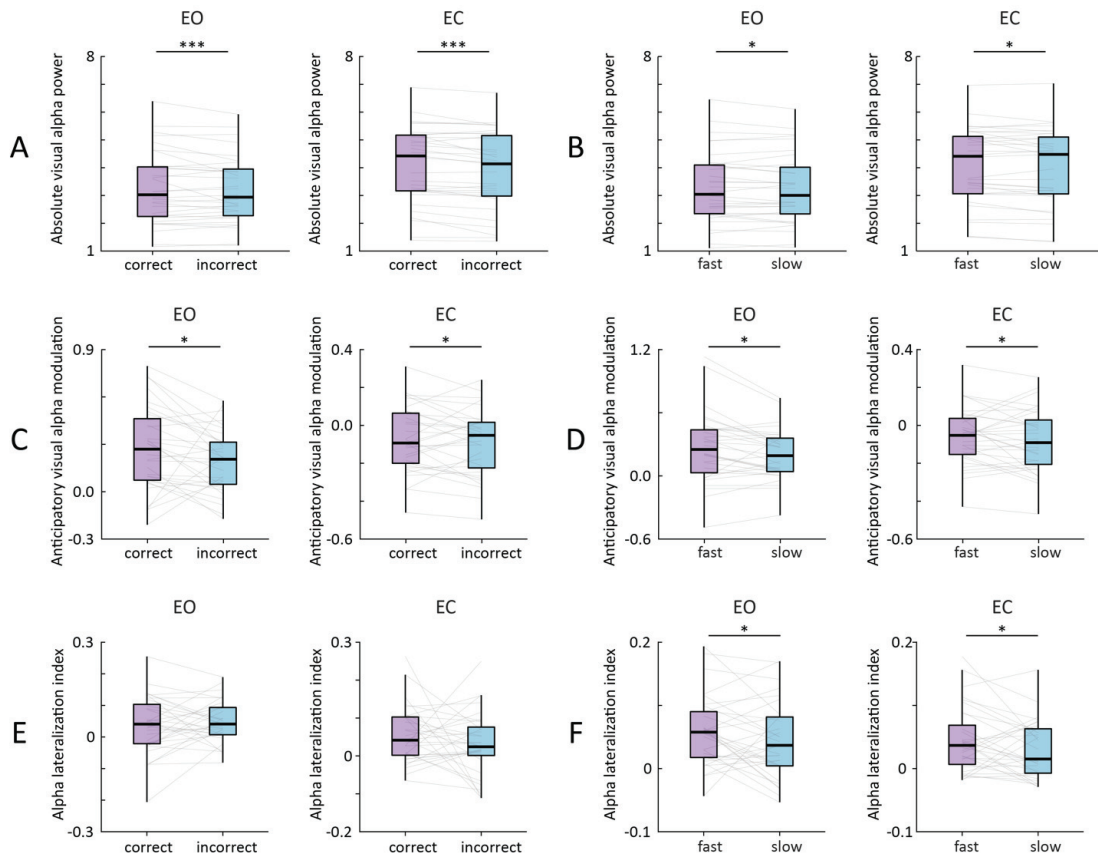 EO
EC
EO
EC
A
Absolute visual alpha power
8
1
***
correct
incorrect
Absolute visual alpha power
8
1
***
correct
incorrect
B
Absolute visual alpha power
8
1
*
fast
slow
Absolute visual alpha power
8
1
*
fast
slow
EO
EC
EO
EC
C
Anticipatory visual alpha modulation
0.9
0.0
-0.3
*
correct
incorrect
Anticipatory visual alpha modulation
0.4
0.0
-0.6
*
correct
incorrect
D
Anticipatory visual alpha modulation
1.2
0.0
-0.6
*
fast
slow
Anticipatory visual alpha modulation
0.4
0
-0.6
*
fast
slow
EO
EC
EO
EC
E
Alpha lateralization index
0.3
0
-0.3
correct
incorrect
Alpha lateralization index
0.3
0
-0.2
correct
incorrect
F
Alpha lateralization index
0.2
0
-0.1
*
fast
slow
Alpha lateralization index
0.2
0
-0.1
*
fast
slow